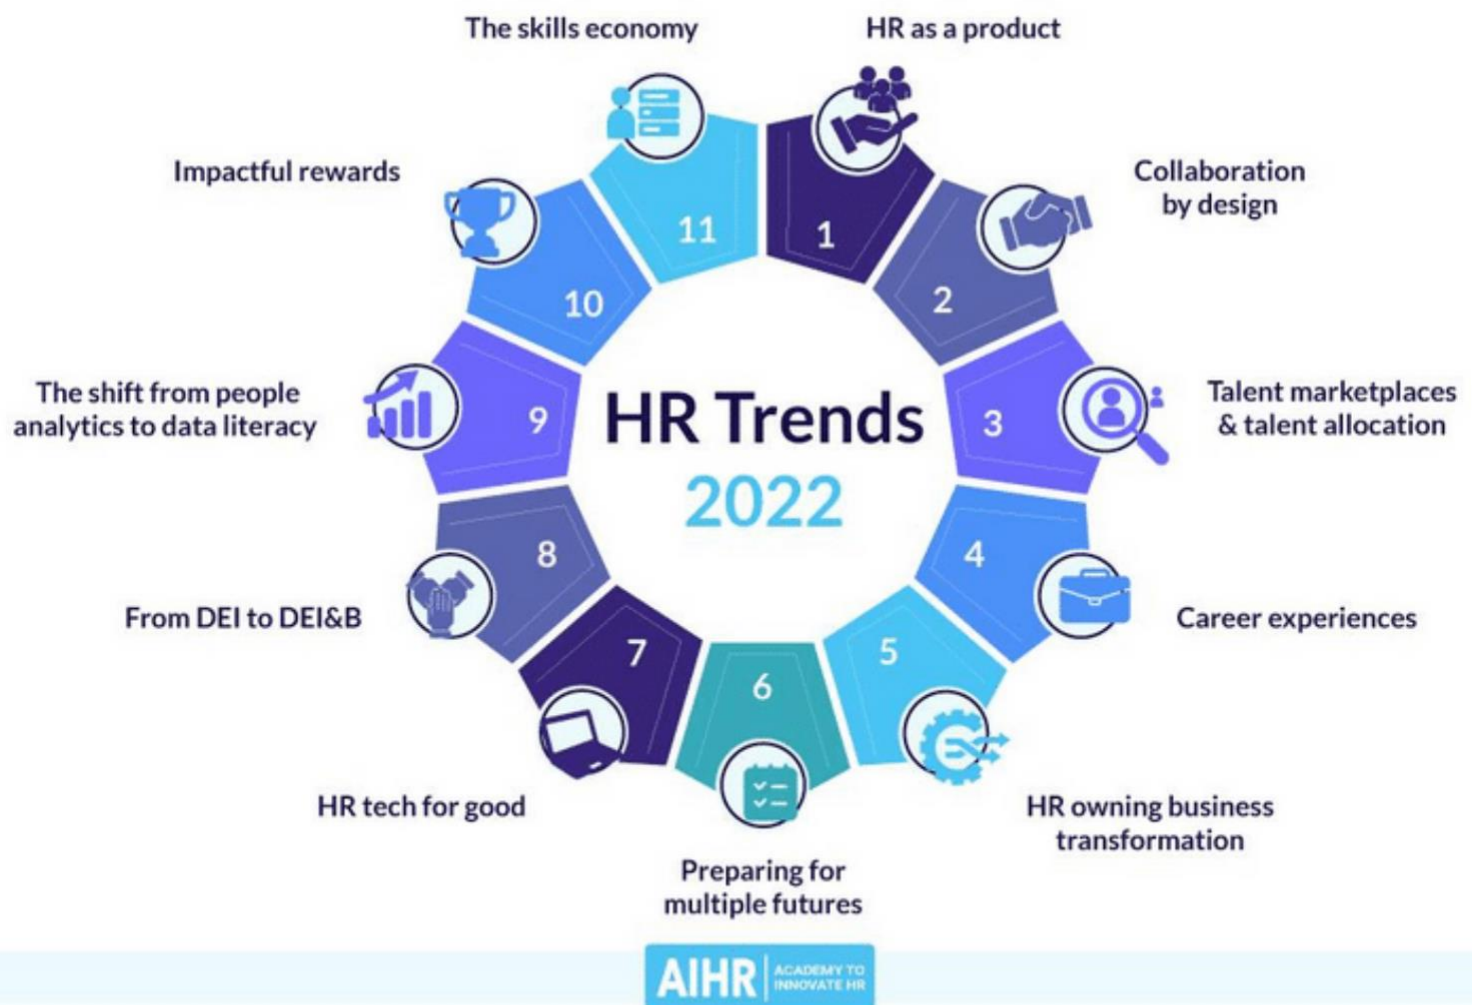 HR Trends
2022
1
HR as a product
2
Collaboration
by design
3
Talent marketplaces
& talent allocation
4
Career experiences
5
HR owning business
transformation
6
Preparing for
multiple futures
7
HR tech for good
8
From DEI to DEI&B
9
The shift from people
analytics to data literacy
10
Impactful rewards
11
The skills economy
AIHR
ACADEMY TO
INNOVATE HR